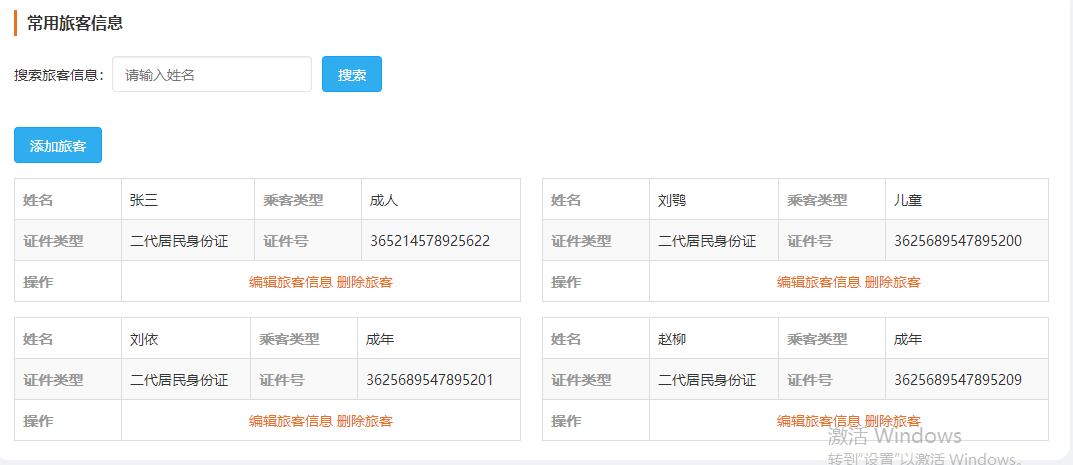 常用旅客信息
搜索旅客信息： 请输入姓名 搜索
添加旅客
姓名 张三 乘客类型 成人 姓名 刘鹗 乘客类型 儿童
证件类型 二代居民身份证 证件号 365214578925622 证件类型 二代居民身份证 证件号 3625689547895200
操作 编辑旅客信息 删除旅客 操作 编辑旅客信息 删除旅客
姓名 刘依 乘客类型 成年 姓名 赵柳 乘客类型 成年
证件类型 二代居民身份证 证件号 3625689547895201 证件类型 二代居民身份证 证件号 3625689547895209
操作 编辑旅客信息 删除旅客 操作 编辑旅客信息 删除旅客
激活 Windows
转到“设置”以激活 Windows。